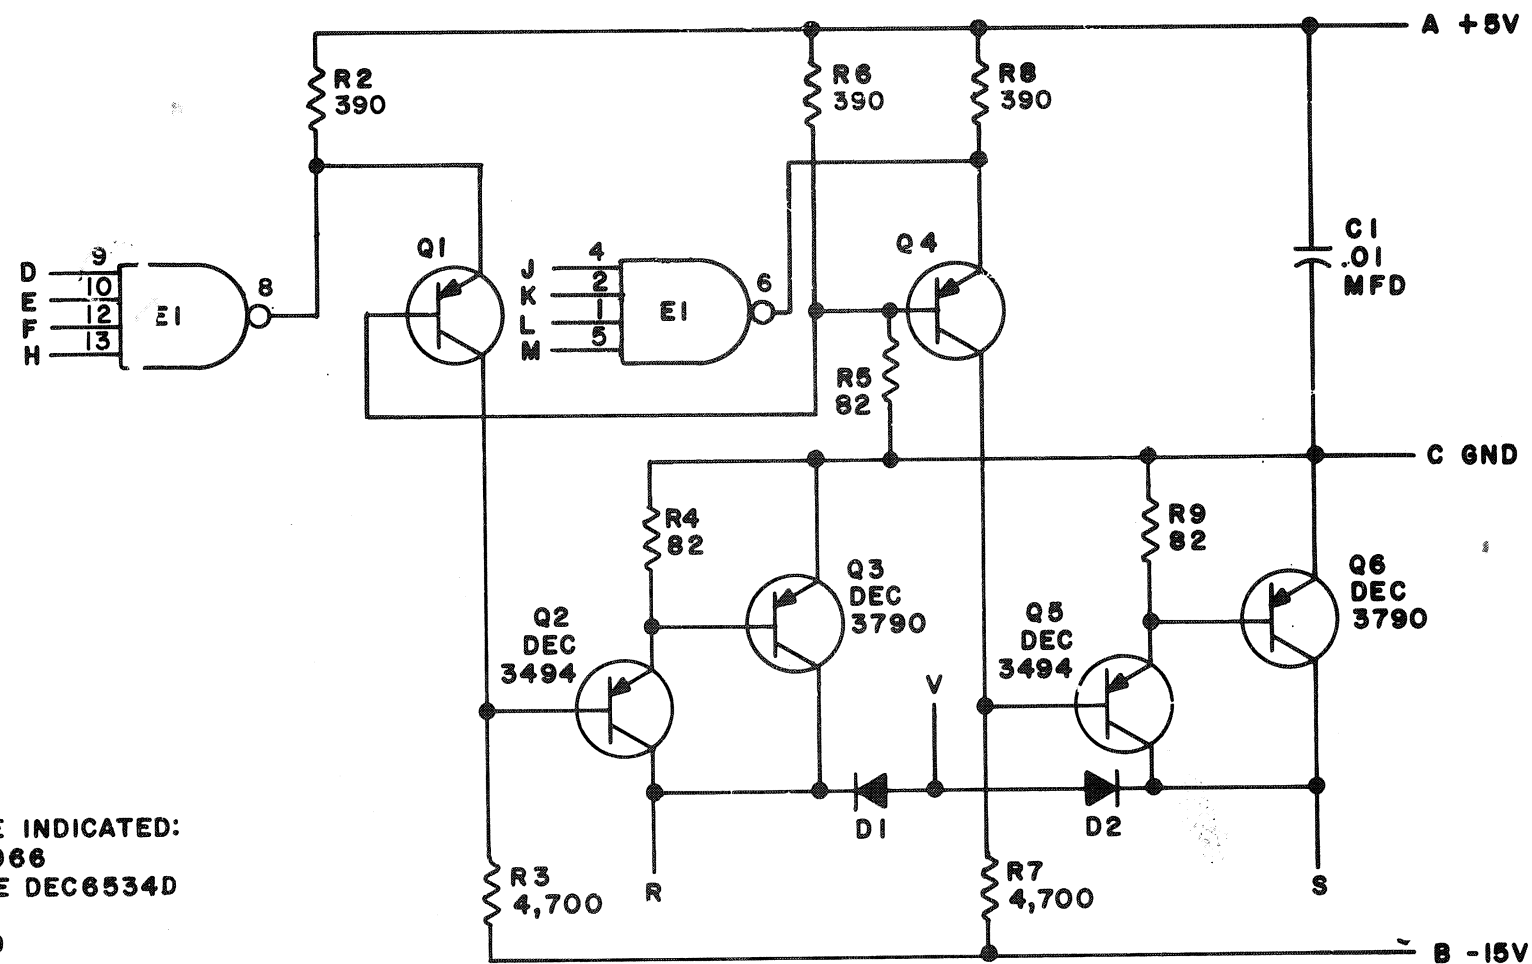 A +5V
R2
390
R6
390
R8
390
C1
.01
MFD
Q1
Q4
D 9
E 10
F 12
H 13
E1
8
J 4
K 2
L 1
M 5
E1
6
R5
82
C GND
R4
82
Q3
DEC
3790
R9
82
Q6
DEC
3790
Q2
DEC
3494
Q5
DEC
3494
V
D1
D2
R3
4,700
R
R7
4,700
S
B -15V
E INDICATED:
066
E DEC6534D